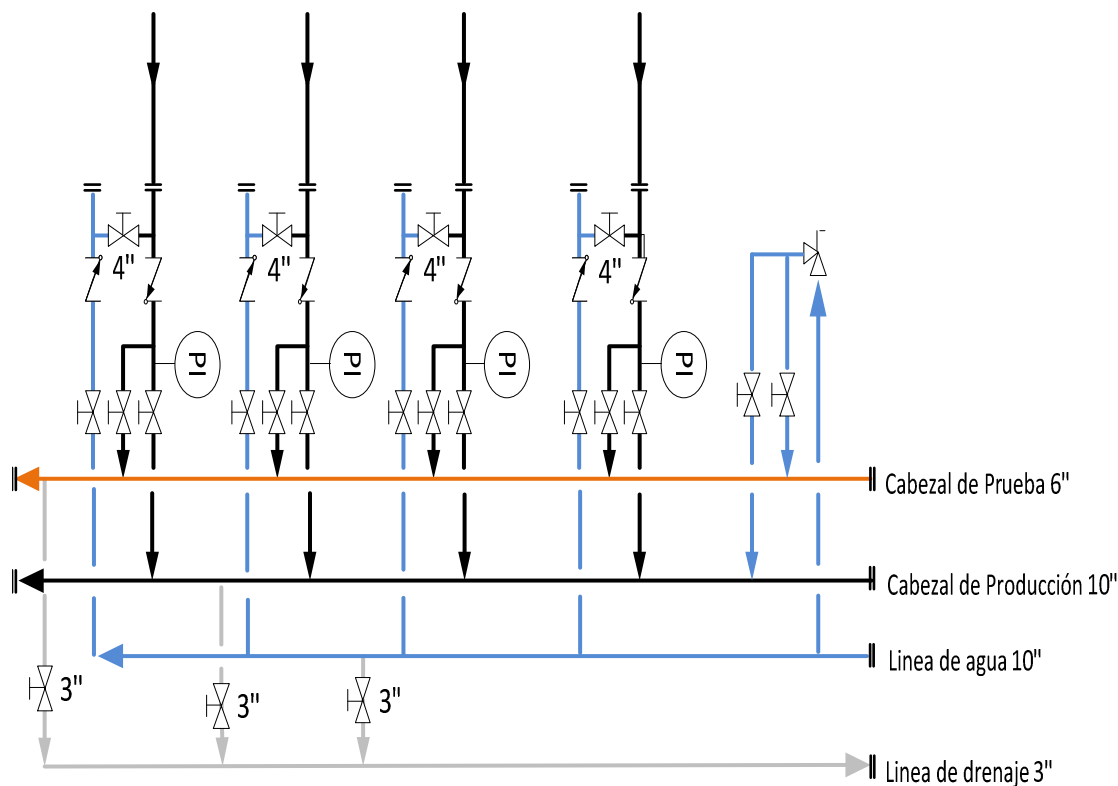 4" 4" 4" 4"
PI PI PI PI
Cabezal de Prueba 6"
Cabezal de Producción 10"
Linea de agua 10"
3" 3" 3"
Linea de drenaje 3"